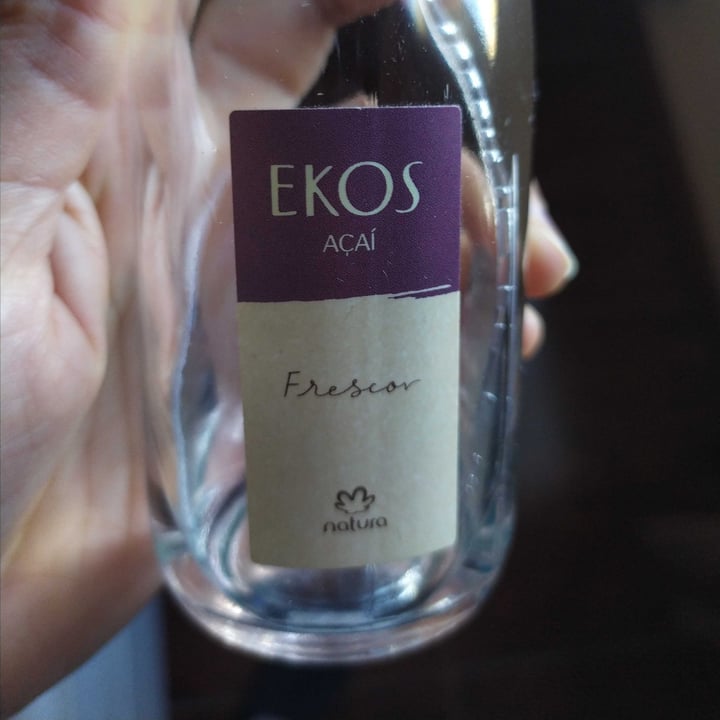 EKOS
AÇAÍ
Frescor
natura